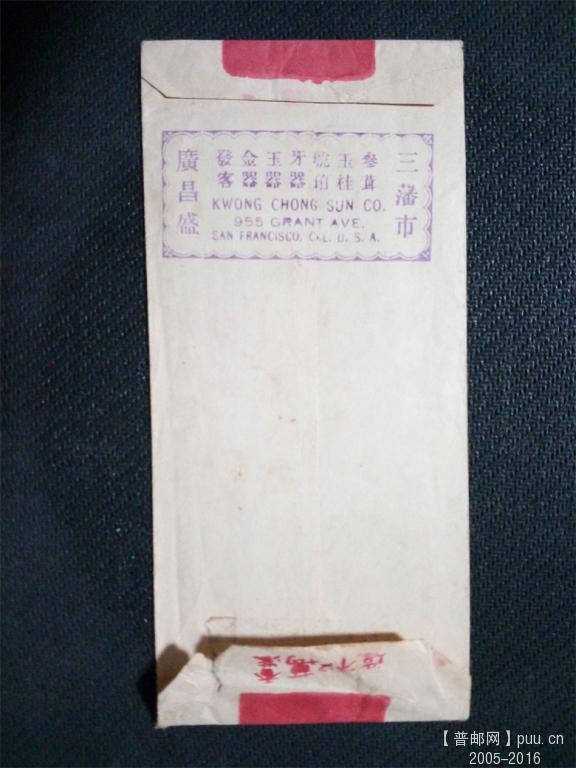 三藩市
參茸
玉桂
琥珀
牙器
玉器
金器
發客
廣昌盛
KWONG CHONG SUN CO.
955 GRANT AVE.
SAN FRANCISCO, CAL. U. S. A.
【普邮网】puu.cn
2005-2016